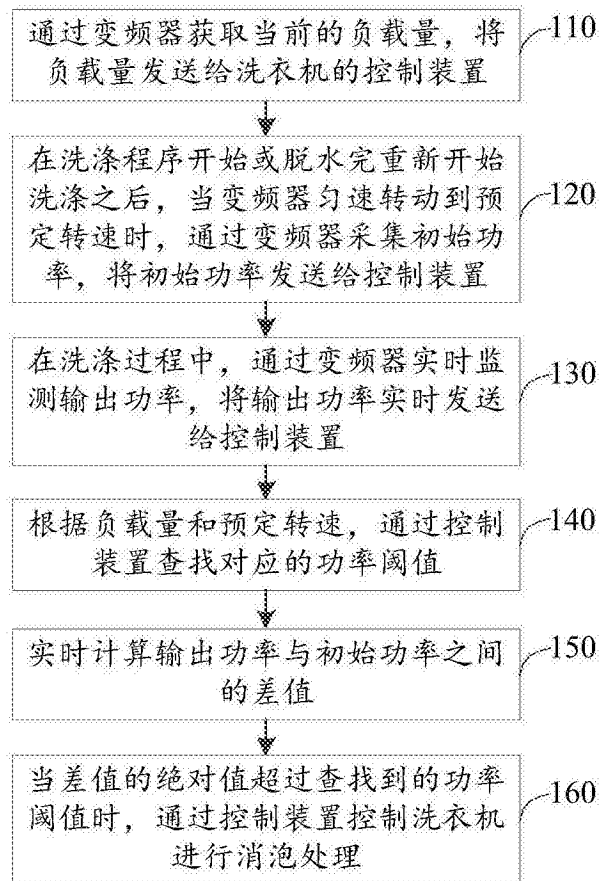 通过变频器获取当前的负载量，将
负载量发送给洗衣机的控制装置
110
在洗涤程序开始或脱水完重新开始
洗涤之后，当变频器匀速转动到预
定转速时，通过变频器采集初始功
率，将初始功率发送给控制装置
120
在洗涤过程中，通过变频器实时监
测输出功率，将输出功率实时发送
给控制装置
130
根据负载量和预定转速，通过控制
装置查找对应的功率阈值
140
实时计算输出功率与初始功率之间
的差值
150
当差值的绝对值超过查找到的功率
阈值时，通过控制装置控制洗衣机
进行消泡处理
160